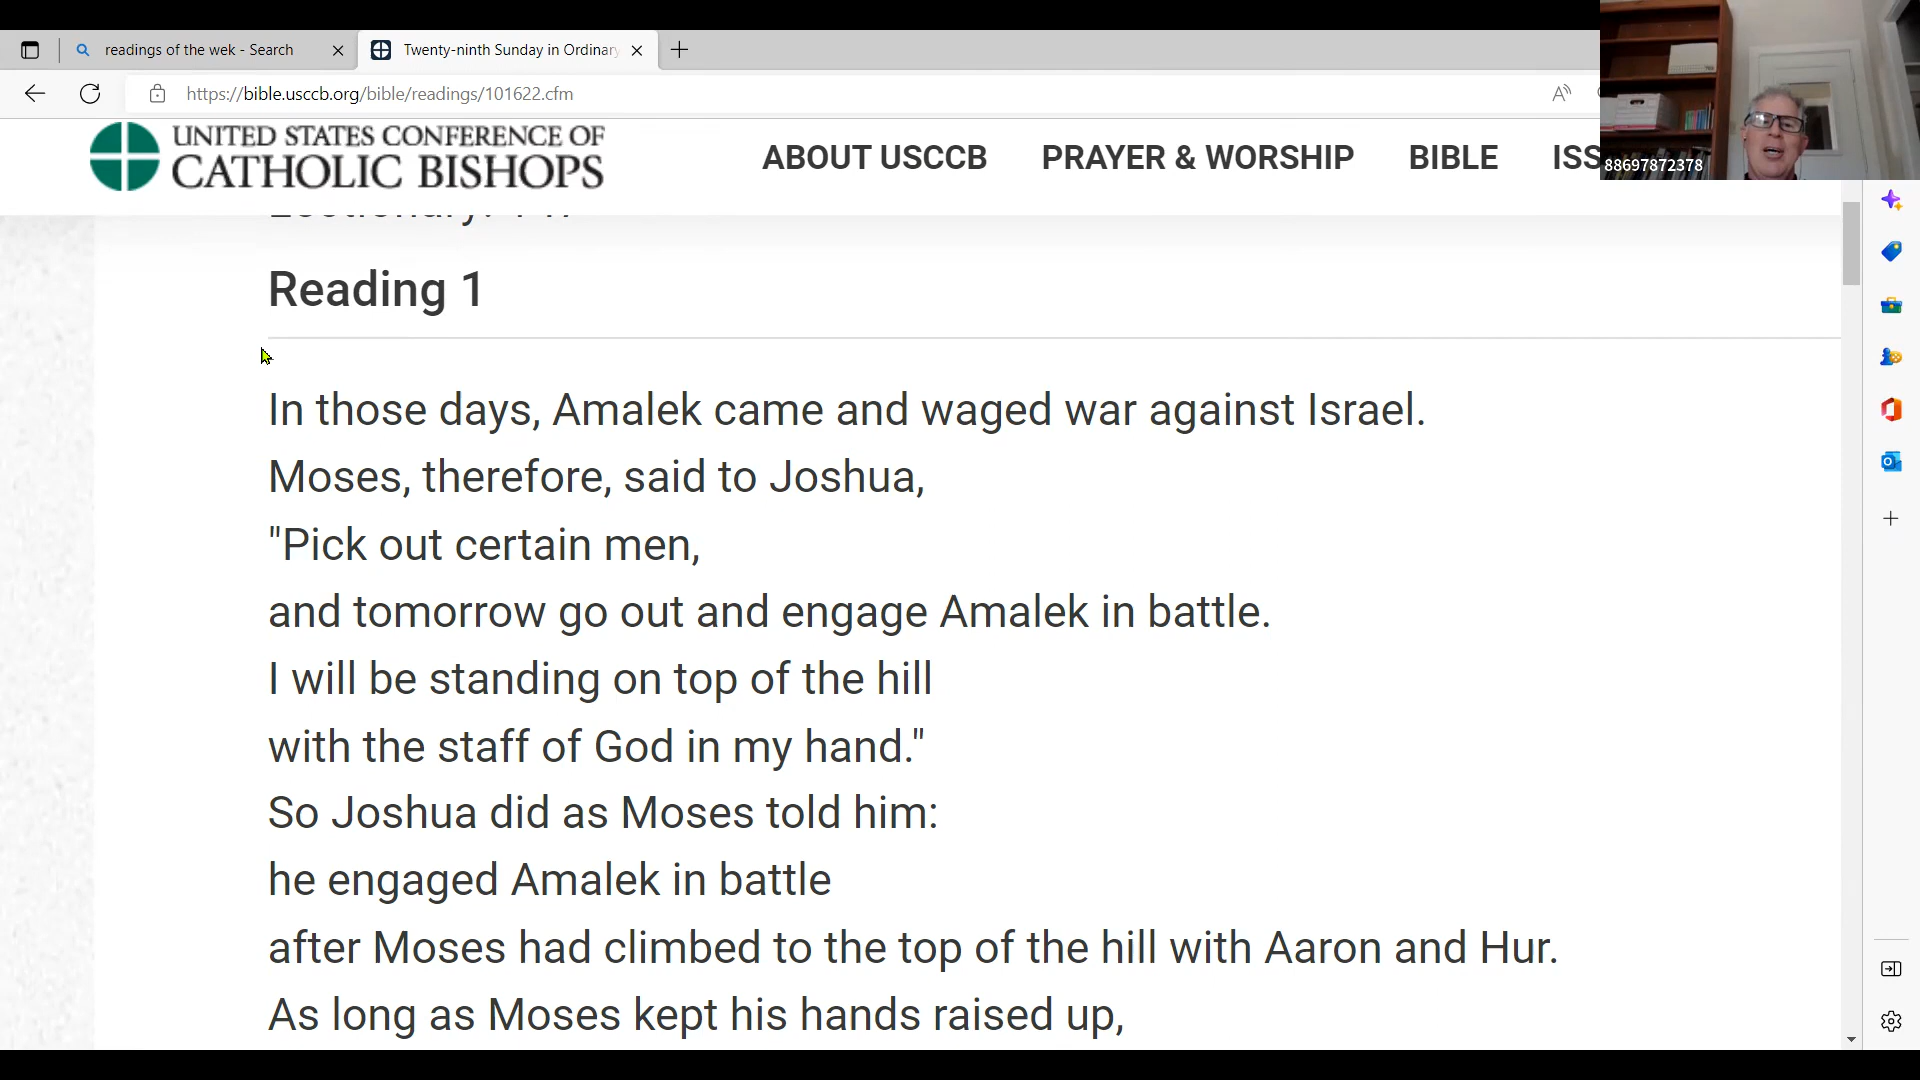 readings of the wek - Search
Twenty-ninth Sunday in Ordinar
https://bible.usccb.org/bible/readings/101622.cfm
UNITED STATES CONFERENCE OF
CATHOLIC BISHOPS
ABOUT USCCB PRAYER & WORSHIP BIBLE ISS
88697872378
Reading 1
In those days, Amalek came and waged war against Israel.
Moses, therefore, said to Joshua,
"Pick out certain men,
and tomorrow go out and engage Amalek in battle.
I will be standing on top of the hill
with the staff of God in my hand."
So Joshua did as Moses told him:
he engaged Amalek in battle
after Moses had climbed to the top of the hill with Aaron and Hur.
As long as Moses kept his hands raised up,